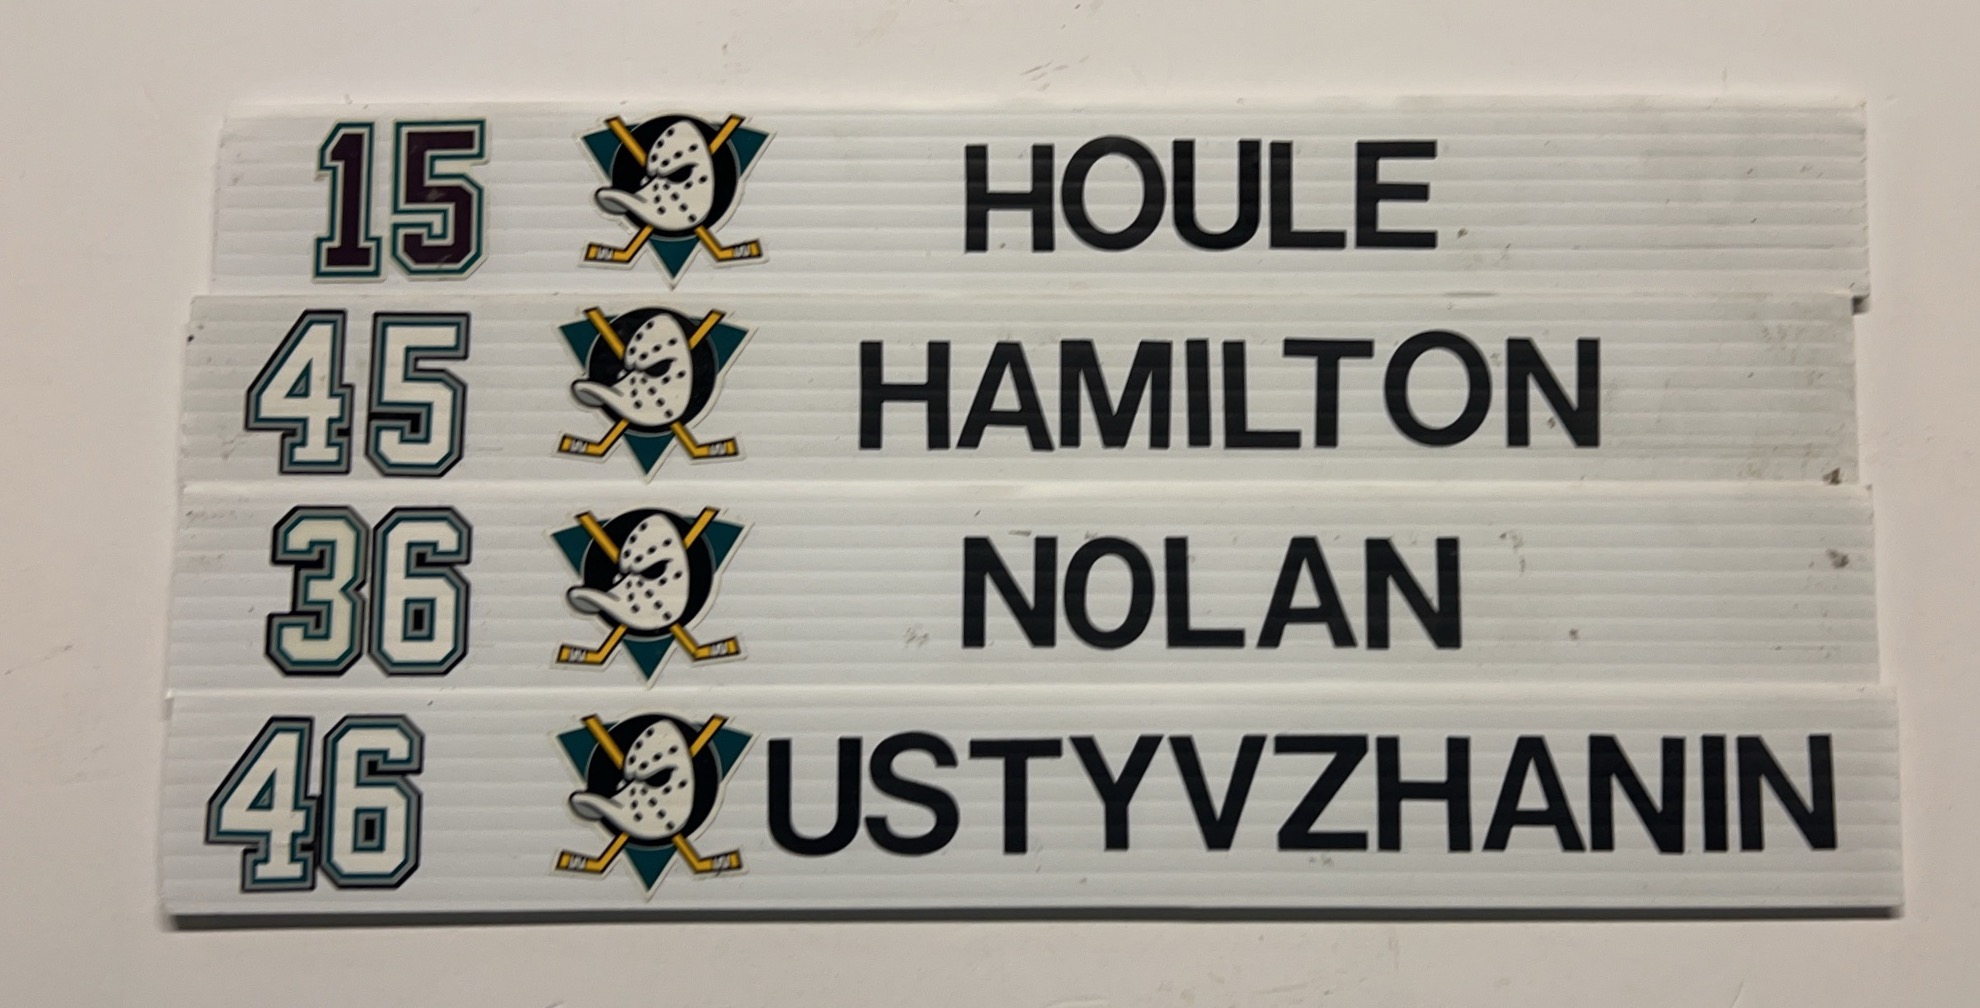 15 HOULE
45 HAMILTON
36 NOLAN
46 USTYVZHANIN